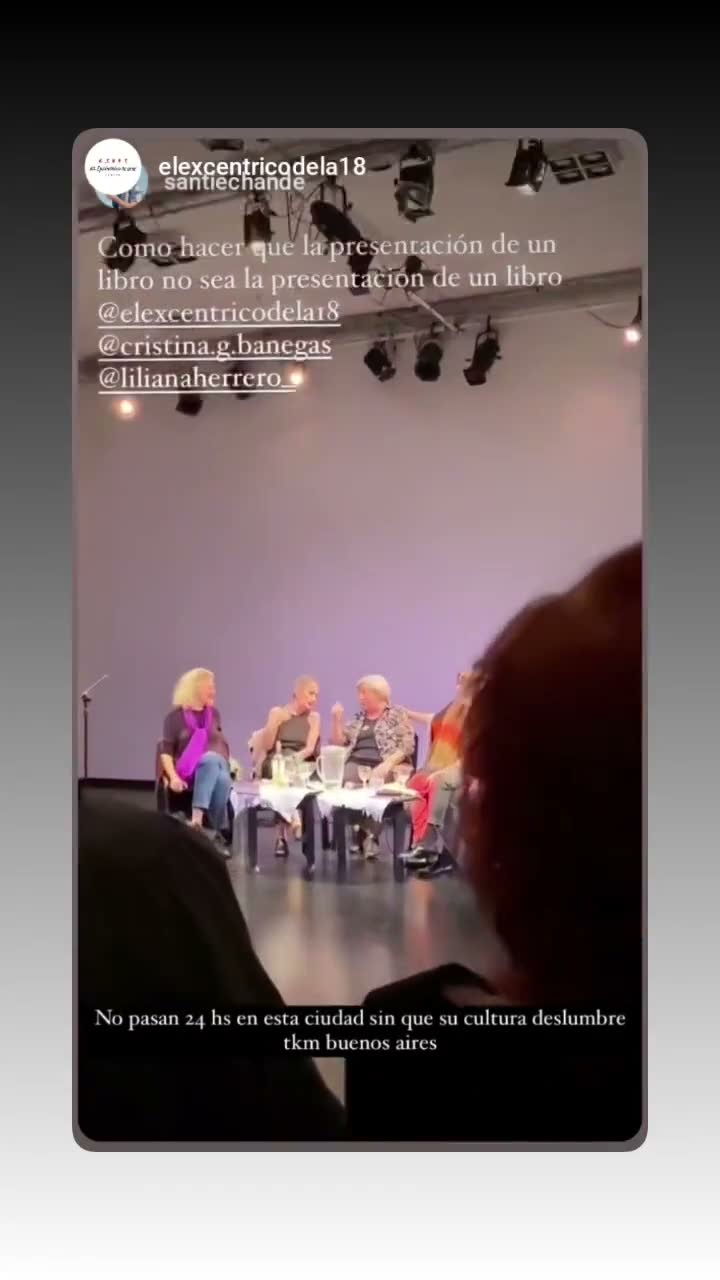 elexcentricodela18
santiechande
Como hacer que la presentación de un
libro no sea la presentación de un libro
@elexcentricodela18
@cristina.g.banegas
@lilianaherrero_
No pasan 24 hs en esta ciudad sin que su cultura deslumbre
tkm buenos aires